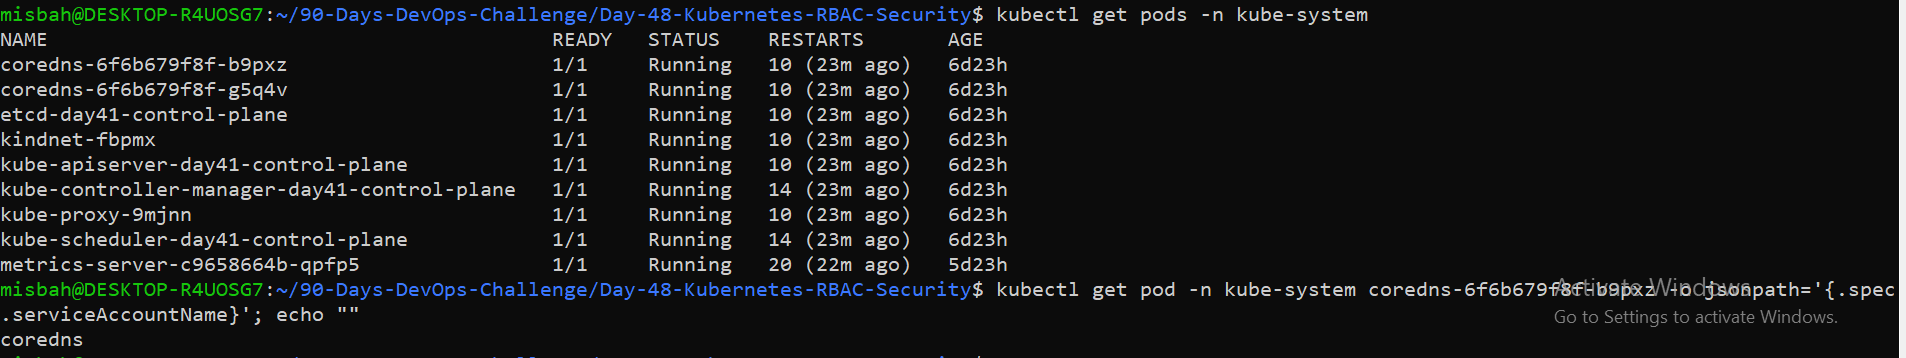 misbah@DESKTOP-R4UOSG7:~/90-Days-DevOps-Challenge/Day-48-Kubernetes-RBAC-Security$ kubectl get pods -n kube-system
NAME READY STATUS RESTARTS AGE
coredns-6f6b679f8f-b9pxz 1/1 Running 10 (23m ago) 6d23h
coredns-6f6b679f8f-g5q4v 1/1 Running 10 (23m ago) 6d23h
etcd-day41-control-plane 1/1 Running 10 (23m ago) 6d23h
kindnet-fbpmx 1/1 Running 10 (23m ago) 6d23h
kube-apiserver-day41-control-plane 1/1 Running 10 (23m ago) 6d23h
kube-controller-manager-day41-control-plane 1/1 Running 14 (23m ago) 6d23h
kube-proxy-9mjnn 1/1 Running 10 (23m ago) 6d23h
kube-scheduler-day41-control-plane 1/1 Running 14 (23m ago) 6d23h
metrics-server-c9658664b-qpfp5 1/1 Running 20 (22m ago) 5d23h
misbah@DESKTOP-R4UOSG7:~/90-Days-DevOps-Challenge/Day-48-Kubernetes-RBAC-Security$ kubectl get pod -n kube-system coredns-6f6b679f8f-b9pxz -o jsonpath='{.spec
.serviceAccountName}'; echo ""
coredns
Activate Windows
Go to Settings to activate Windows.